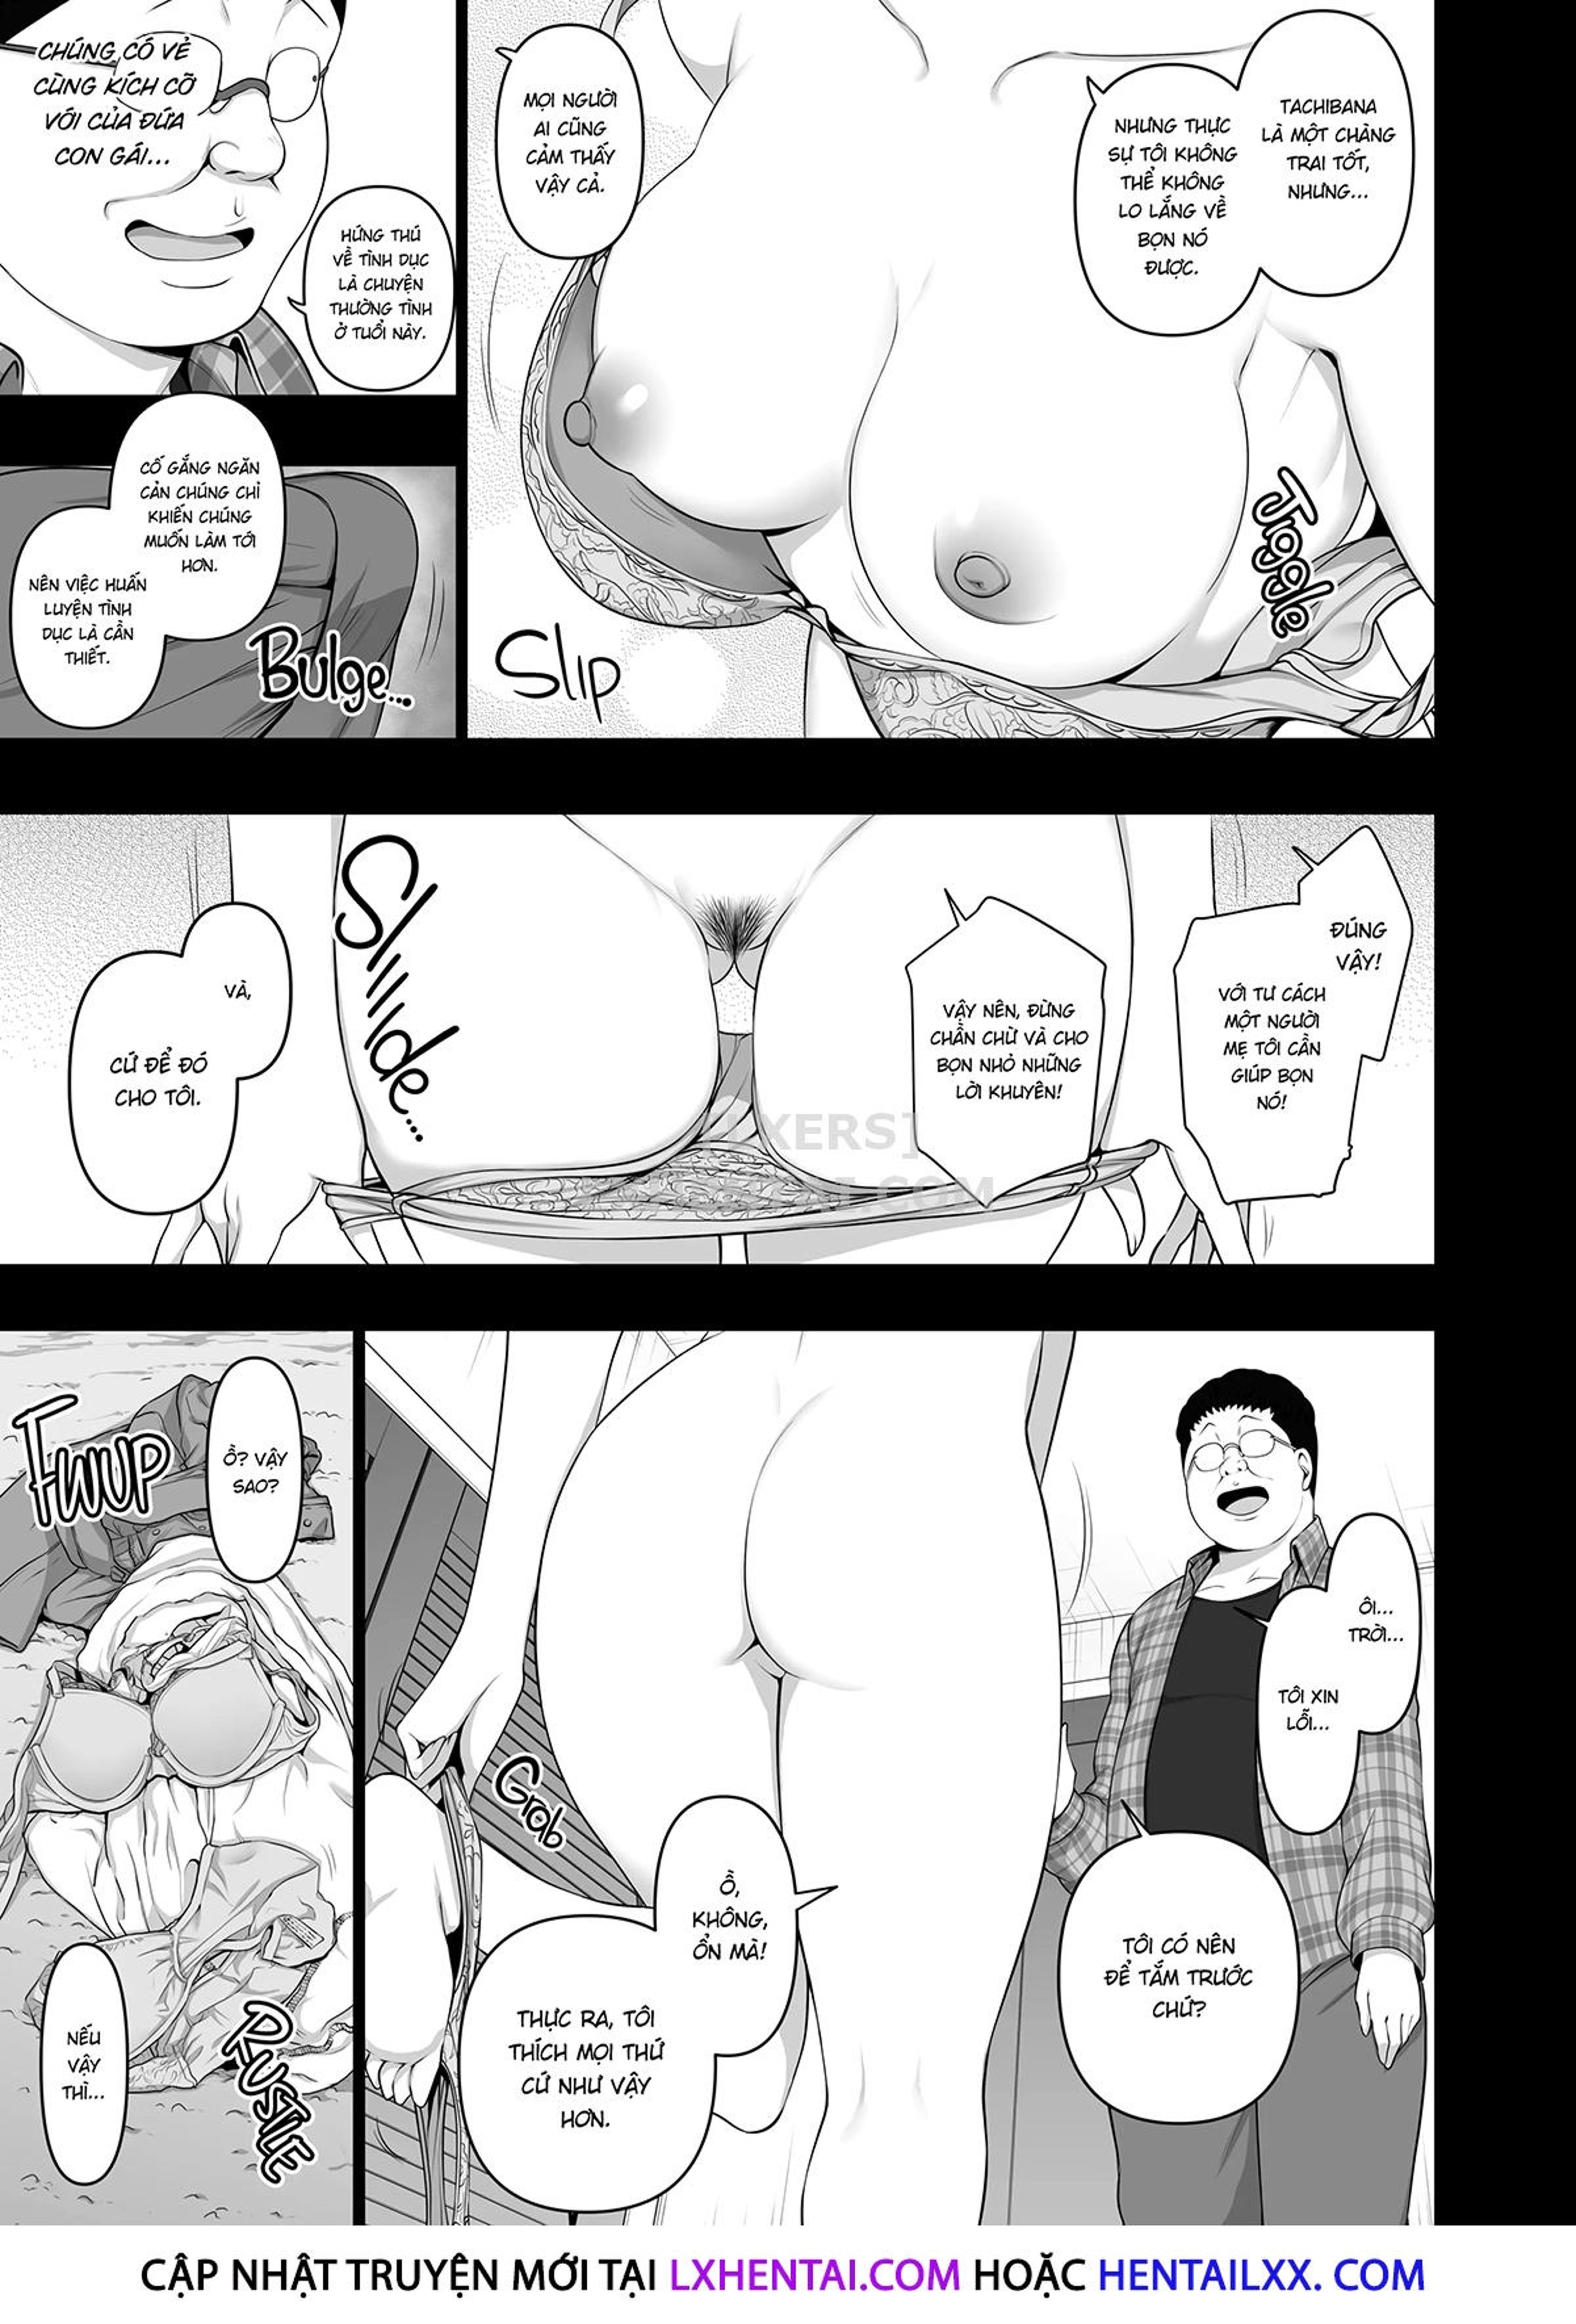 TACHIBANA
LÀ MỘT CHÀNG
TRAI TỐT,
NHƯNG...
NHƯNG THỰC
SỰ TÔI KHÔNG
THỂ KHÔNG
LO LẮNG VỀ
BỌN NÓ
ĐƯỢC.
MỌI NGƯỜI
AI CŨNG
CẢM THẤY
VẬY CẢ.
Jiggle
Slip
CHÚNG CÓ VẺ
CÙNG KÍCH CỠ
VỚI CỦA ĐỨA
CON GÁI...
HỨNG THÚ
VỀ TÌNH DỤC
LÀ CHUYỆN
THƯỜNG TÌNH
Ở TUỔI NÀY.
CỐ GẮNG NGĂN
CẢN CHÚNG CHỈ
KHIẾN CHÚNG
MUỐN LÀM TỚI
HƠN.
NÊN VIỆC HUẤN
LUYỆN TÌNH
DỤC LÀ CẦN
THIẾT.
Bulge...
ĐÚNG
VẬY!
VỚI TƯ CÁCH
MỘT NGƯỜI
MẸ TÔI CẦN
GIÚP BỌN
NÓ!
VẬY NÊN, ĐỪNG
CHẦN CHỪ VÀ CHO
BỌN NHỎ NHỮNG
LỜI KHUYÊN!
Sliiiide...
VÀ,
CỨ ĐỂ ĐÓ
CHO TÔI.
ÔI...
TRỜI...
TÔI XIN
LỖI...
TÔI CÓ NÊN
ĐỂ TẮM TRƯỚC
CHỨ?
Ồ,
KHÔNG,
ỔN MÀ!
THỰC RA, TÔI
THÍCH MỌI THỨ
CỨ NHƯ VẬY
HƠN.
Grab
Ồ? VẬY
SAO?
FWUP
NẾU
VẬY
THÌ...
RUSTLE
CẬP NHẬT TRUYỆN MỚI TẠI LXHENTAI.COM HOẶC HENTAILXX. COM